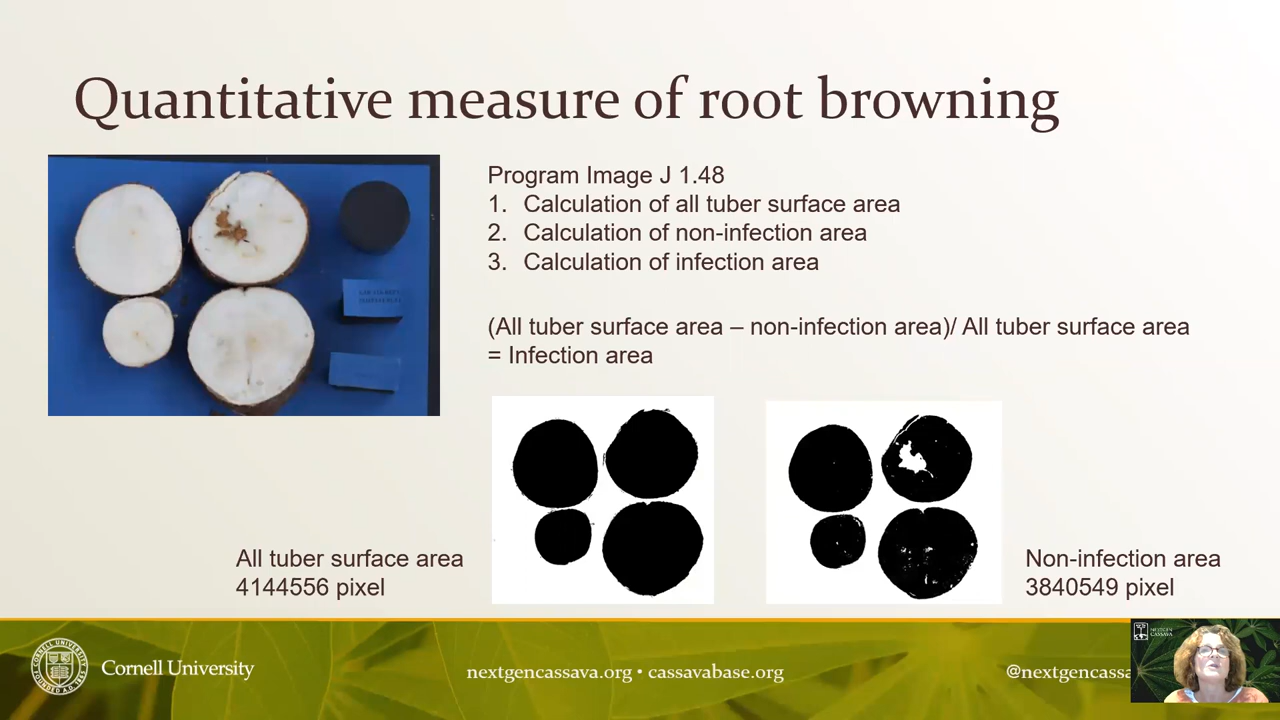 Quantitative measure of root browning
Program Image J 1.48
1. Calculation of all tuber surface area
2. Calculation of non-infection area
3. Calculation of infection area
(All tuber surface area – non-infection area)/ All tuber surface area
= Infection area
All tuber surface area
4144556 pixel
Non-infection area
3840549 pixel
Cornell University
nextgencassava.org • cassavabase.org
@nextgencassa
NEXTGEN
CASSAVA